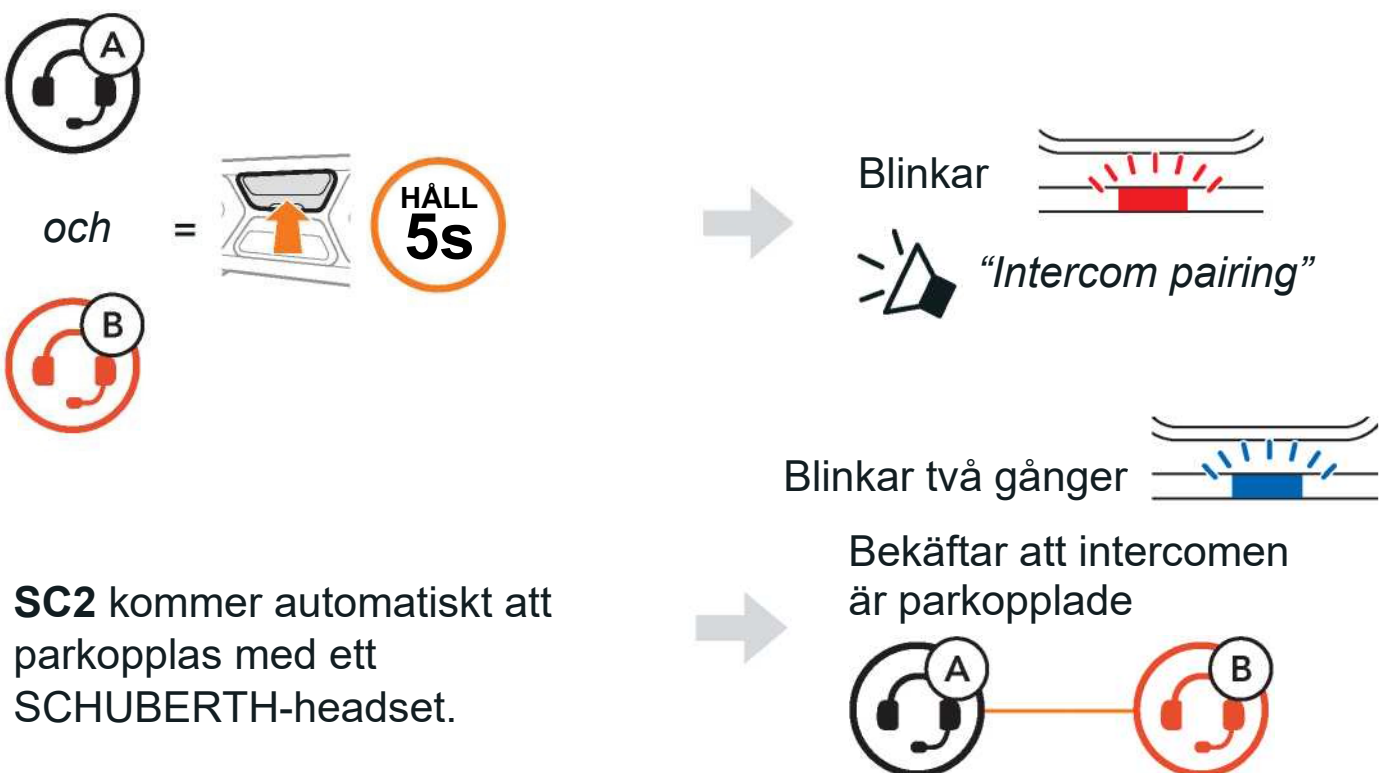 A
och
=
HÅLL
5s
B
Blinkar
“Intercom pairing”
Blinkar två gånger
Bekäftar att intercomen
är parkopplade
SC2 kommer automatiskt att
parkopplas med ett
SCHUBERTH-headset.
A
B